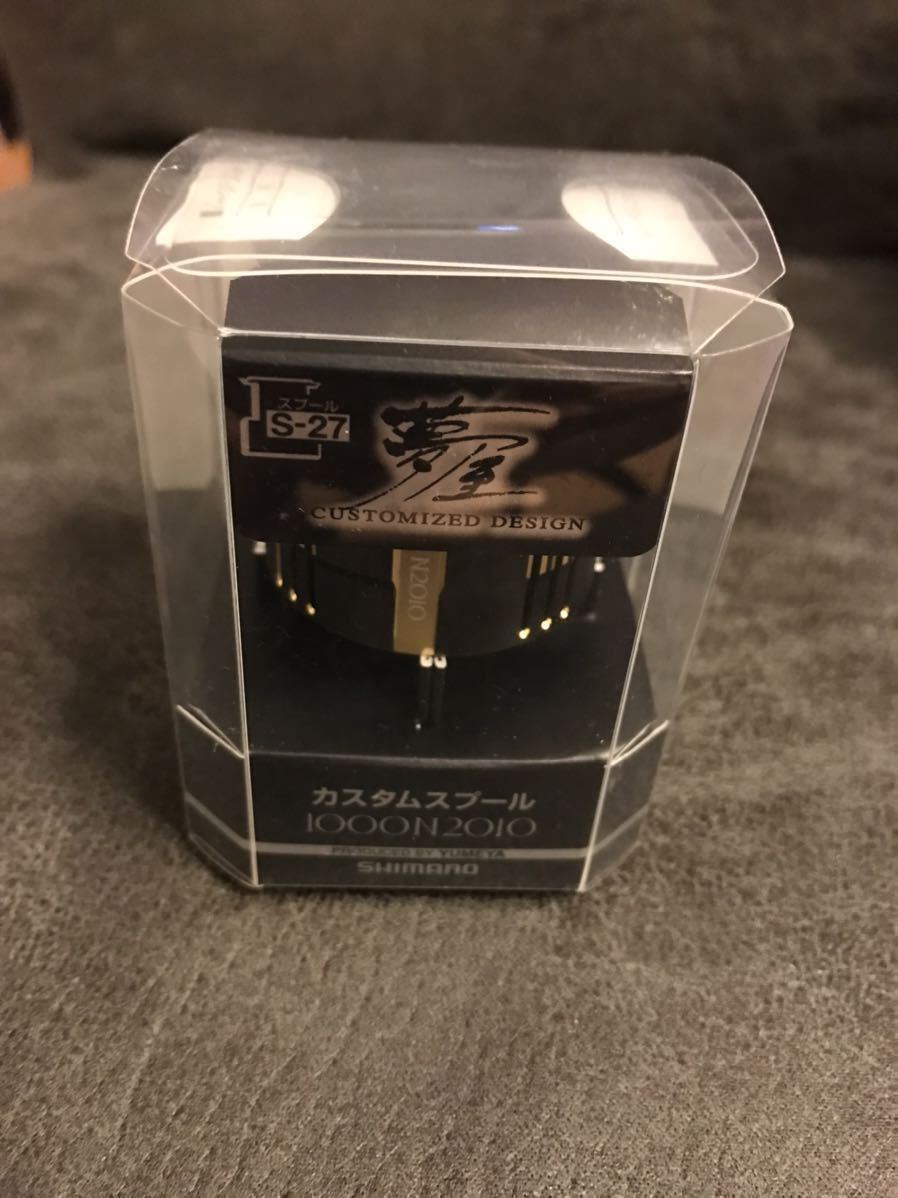 スプール
S-27
夢屋
CUSTOMIZED DESIGN
N2010
カスタムスプール
1000N2010
PRODUCED BY YUMEYA
SHIMANO